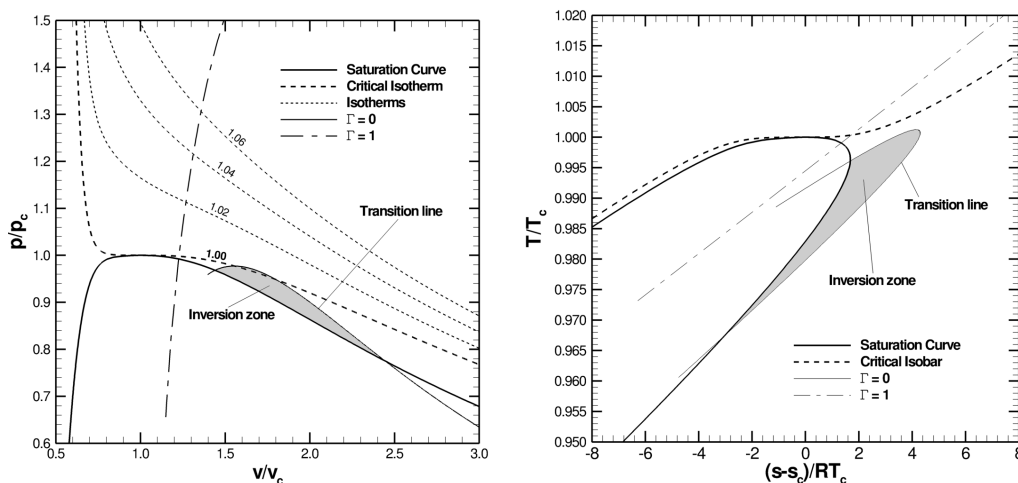 1.5
1.4
1.3
1.2
1.1
1.0
0.9
0.8
0.7
0.6
p/p_c
0.5
1.0
1.5
2.0
2.5
3.0
v/v_c
Saturation Curve
Critical Isotherm
Isotherms
Γ = 0
Γ = 1
1.06
1.04
1.02
1.00
Transition line
Inversion zone
1.020
1.015
1.010
1.005
1.000
0.995
0.990
0.985
0.980
0.975
0.970
0.965
0.960
0.955
0.950
T/T_c
-8
-6
-4
-2
0
2
4
6
8
(s-s_c)/RT_c
Transition line
Inversion zone
Saturation Curve
Critical Isobar
Γ = 0
Γ = 1